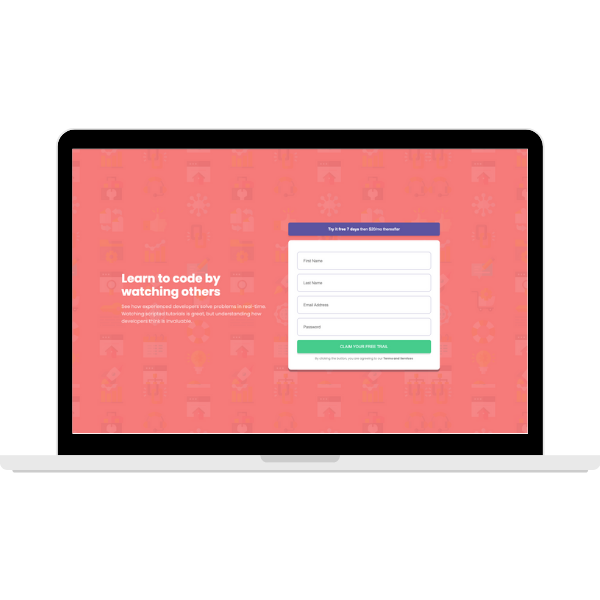 Learn to code by
watching others
See how experienced developers solve problems in real-time.
Watching scripted tutorials is great, but understanding how
developers think is invaluable.
Try it free 7 days then $20/mo thereafter
First Name
Last Name
Email Address
Password
CLAIM YOUR FREE TRIAL
By clicking the button, you are agreeing to our Terms and Services